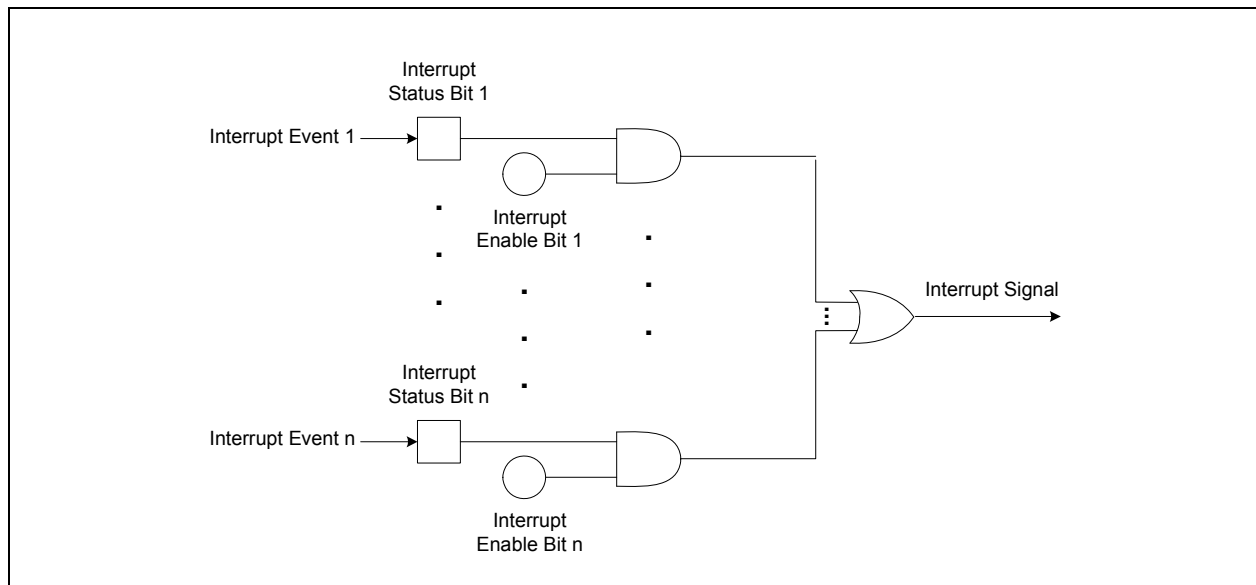 Interrupt
Status Bit 1
Interrupt Event 1
Interrupt
Enable Bit 1
Interrupt Signal
Interrupt
Status Bit n
Interrupt Event n
Interrupt
Enable Bit n